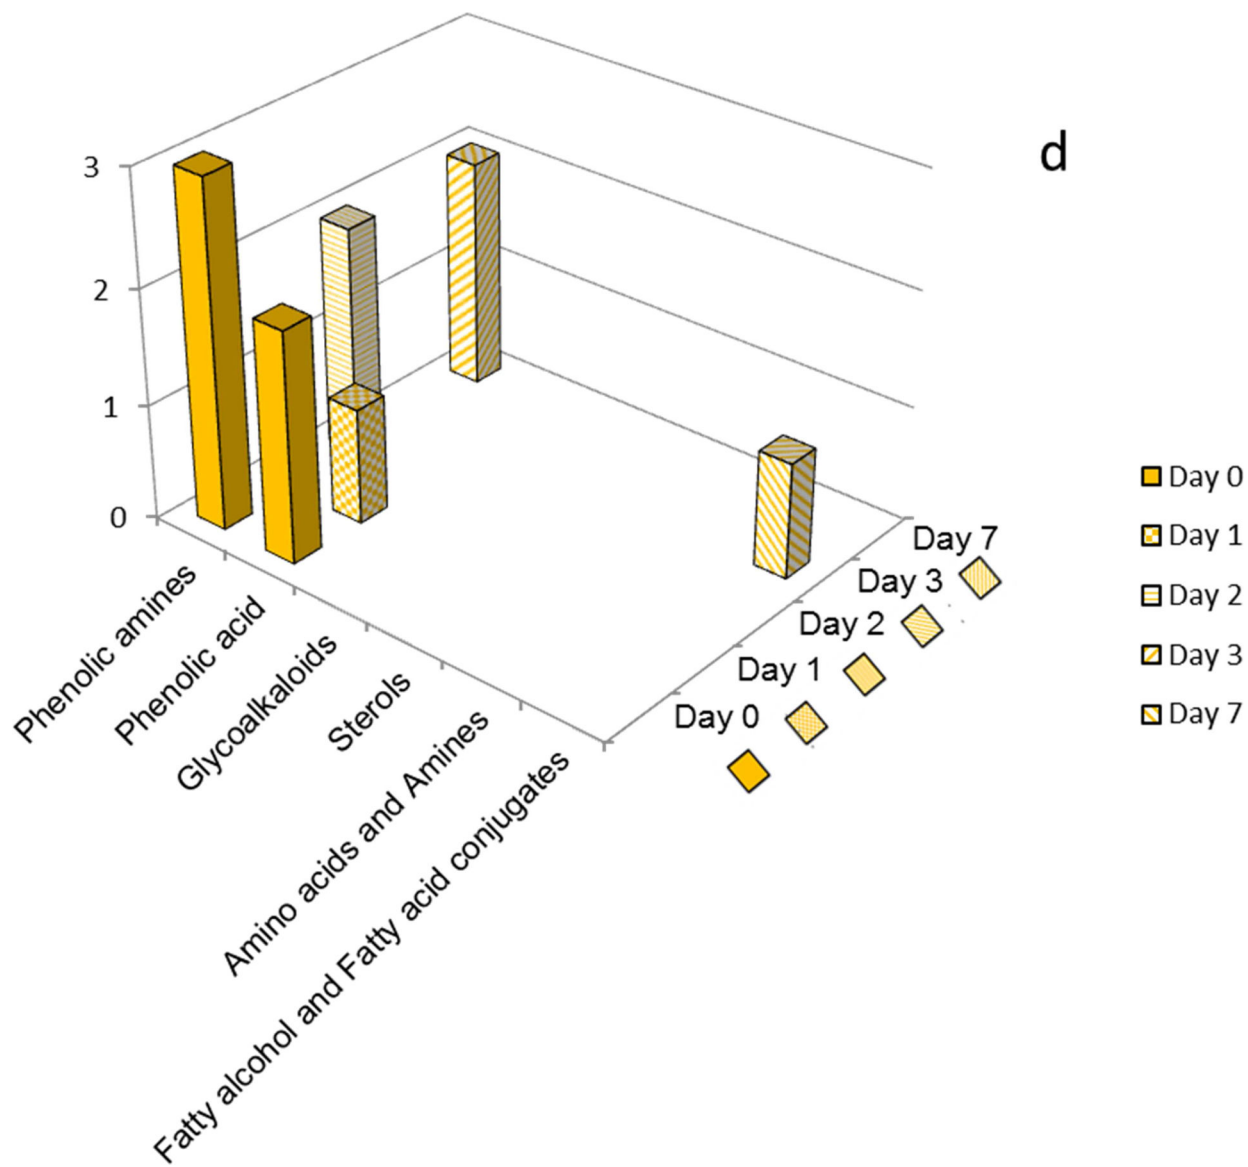 d
3
2
1
0
Phenolic amines
Phenolic acid
Glycoalkaloids
Sterols
Amino acids and Amines
Fatty alcohol and Fatty acid conjugates
Day 0
Day 1
Day 2
Day 3
Day 7
Day 0
Day 1
Day 2
Day 3
Day 7